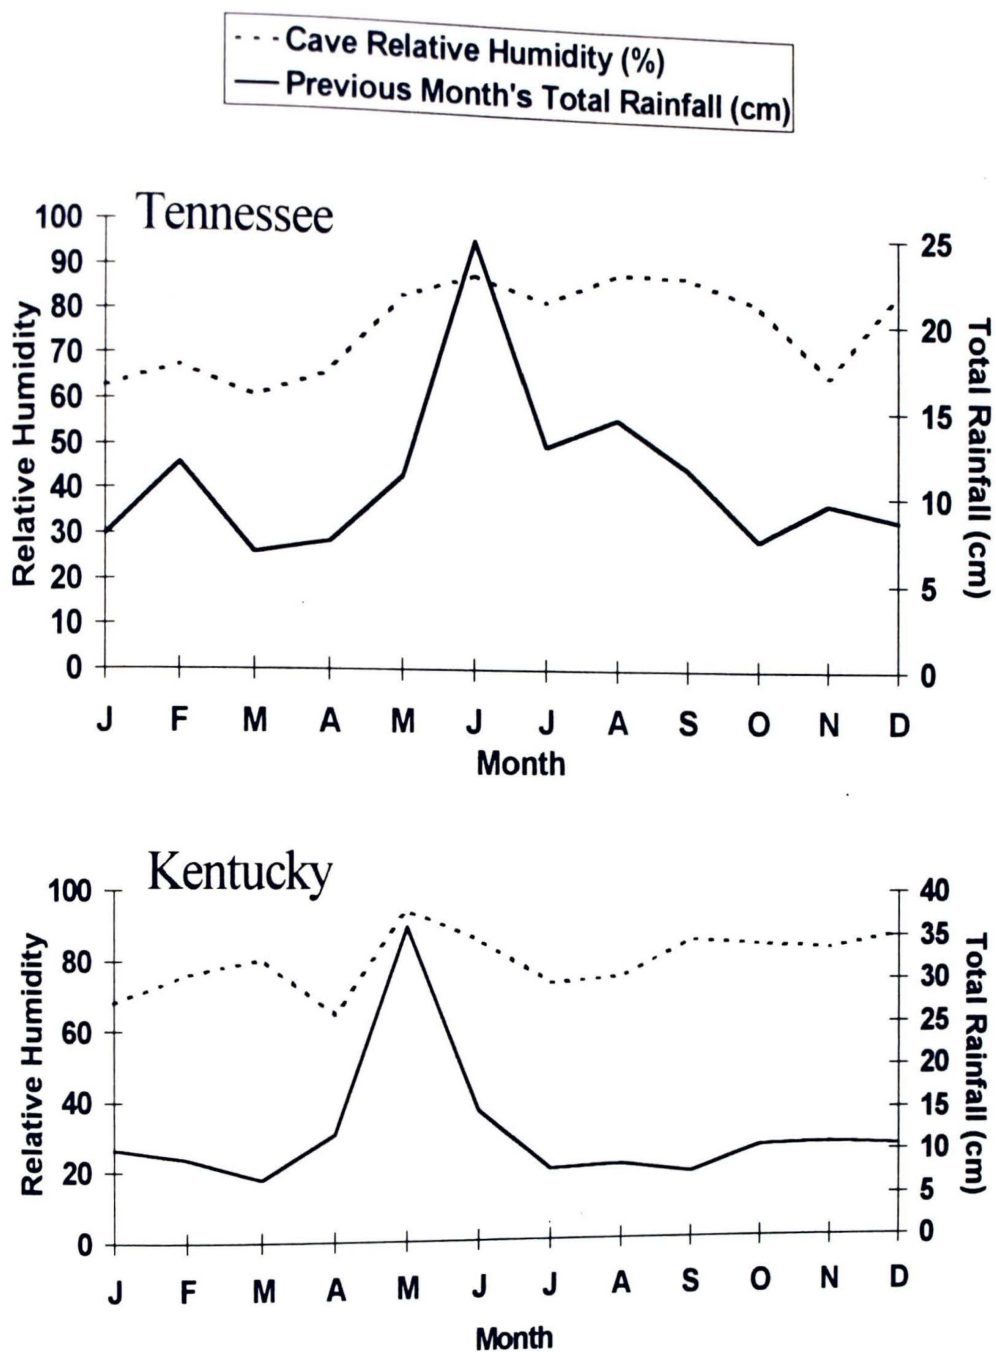 Cave Relative Humidity (%)
Previous Month's Total Rainfall (cm)
Tennessee
100
90
80
70
60
50
40
30
20
10
0
Relative Humidity
25
20
15
10
5
0
Total Rainfall (cm)
J F M A M J J A S O N D
Month
Kentucky
100
80
60
40
20
0
Relative Humidity
40
35
30
25
20
15
10
5
0
Total Rainfall (cm)
J F M A M J J A S O N D
Month